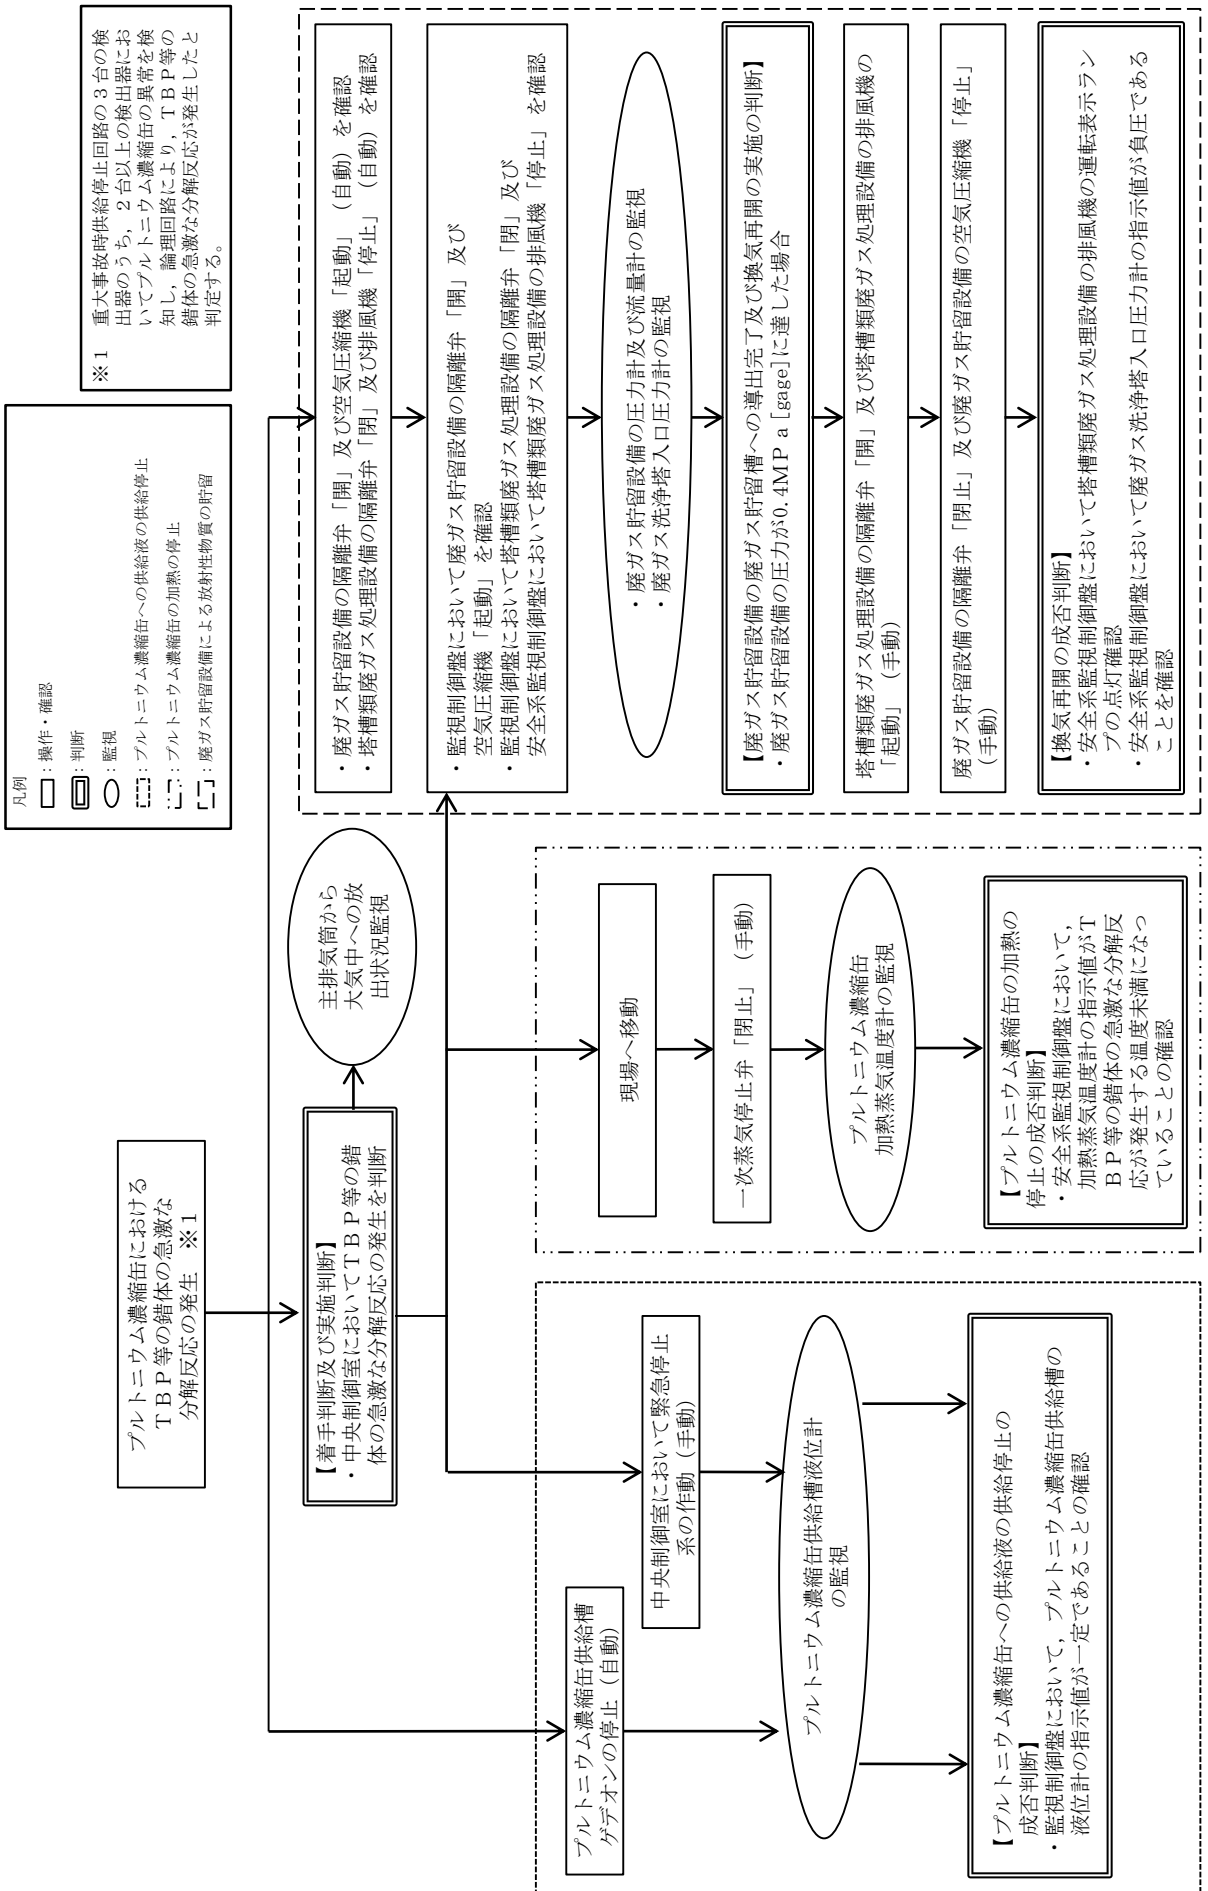 プルトニウム濃縮缶における
ＴＢＰ等の錯体の急激な
分解反応の発生　※１
【着手判断及び実施判断】
・中央制御室においてＴＢＰ等の錯
体の急激な分解反応の発生を判断
主排気筒から
大気中への放
出状況監視
凡例
：操作・確認
：判断
：監視
：プルトニウム濃縮缶への供給液の供給停止
：プルトニウム濃縮缶の加熱の停止
：廃ガス貯留設備による放射性物質の貯留
※１　重大事故時供給停止回路の３台の検
出器のうち，２台以上の検出器にお
いてプルトニウム濃縮缶の異常を検
知し，論理回路により，ＴＢＰ等の
錯体の急激な分解反応が発生したと
判定する。
プルトニウム濃縮缶供給槽
ゲデオンの停止（自動）
中央制御室において緊急停止
系の作動（手動）
プルトニウム濃縮缶供給槽液位計
の監視
【プルトニウム濃縮缶への供給液の供給停止の
成否判断】
・監視制御盤において，プルトニウム濃縮缶供給槽の
液位計の指示値が一定であることの確認
現場へ移動
一次蒸気停止弁「閉止」（手動）
プルトニウム濃縮缶
加熱蒸気温度計の監視
【プルトニウム濃縮缶の加熱の
停止の成否判断】
・安全系監視制御盤において，
加熱蒸気温度計の指示値がＴ
ＢＰ等の錯体の急激な分解反
応が発生する温度未満になっ
ていることの確認
・廃ガス貯留設備の隔離弁「開」及び空気圧縮機「起動」（自動）を確認
・塔槽類廃ガス処理設備の隔離弁「閉」及び排風機「停止」（自動）を確認
・監視制御盤において廃ガス貯留設備の隔離弁「開」及び
空気圧縮機「起動」を確認
・監視制御盤において塔槽類廃ガス処理設備の隔離弁「閉」及び
安全系監視制御盤において塔槽類廃ガス処理設備の排風機「停止」を確認
・廃ガス貯留設備の圧力計及び流量計の監視
・廃ガス洗浄塔入口圧力計の監視
【廃ガス貯留設備の廃ガス貯留槽への導出完了及び換気再開の実施の判断】
・廃ガス貯留設備の圧力が0.4MPa[gage]に達した場合
塔槽類廃ガス処理設備の隔離弁「開」及び塔槽類廃ガス処理設備の排風機の
「起動」（手動）
廃ガス貯留設備の隔離弁「閉止」及び廃ガス貯留設備の空気圧縮機「停止」
（手動）
【換気再開の成否判断】
・安全系監視制御盤において塔槽類廃ガス処理設備の排風機の運転表示ラン
プの点灯確認
・安全系監視制御盤において廃ガス洗浄塔入口圧力計の指示値が負圧である
ことを確認